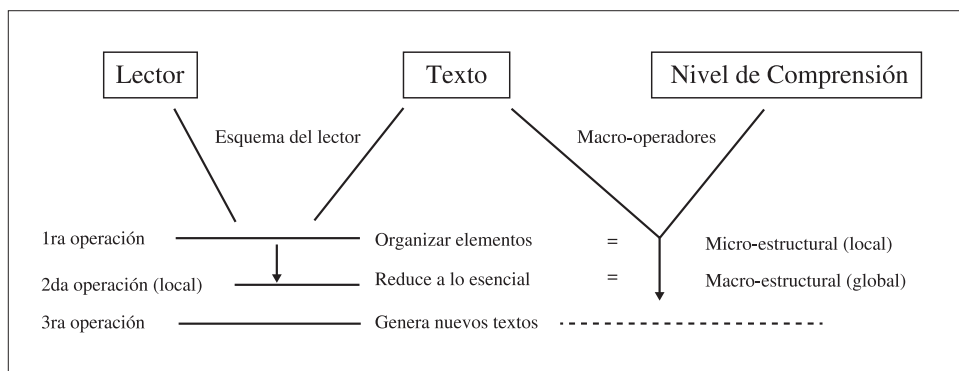 Lector Texto Nivel de Comprensión
Esquema del lector Macro-operadores
1ra operación Organizar elementos = Micro-estructural (local)
2da operación (local) Reduce a lo esencial = Macro-estructural (global)
3ra operación Genera nuevos textos